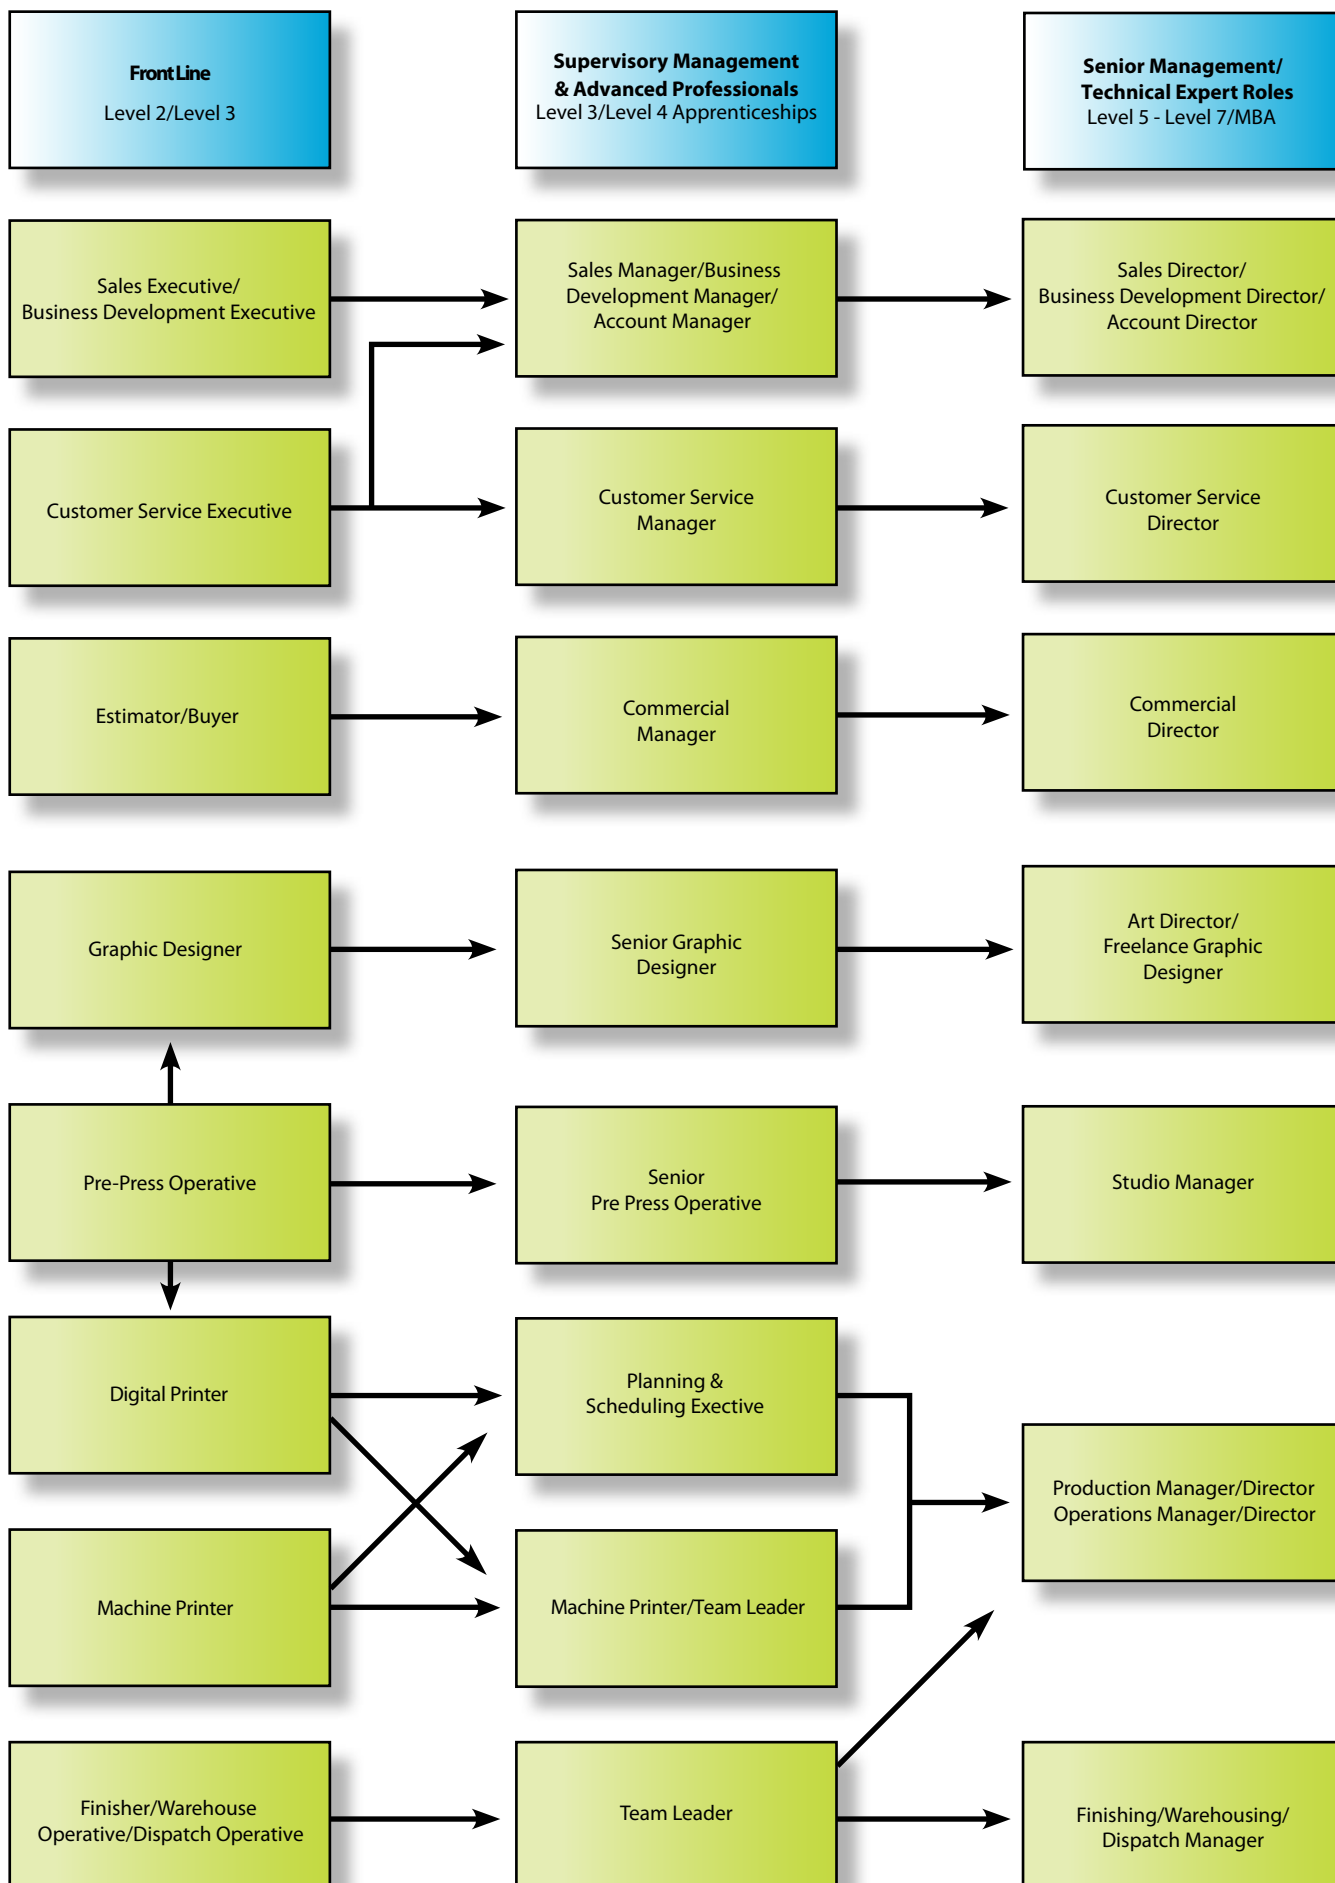 Front Line
Level 2/Level 3
Supervisory Management
& Advanced Professionals
Level 3/Level 4 Apprenticeships
Senior Management/
Technical Expert Roles
Level 5 - Level 7/MBA
Sales Executive/
Business Development Executive
Sales Manager/Business
Development Manager/
Account Manager
Sales Director/
Business Development Director/
Account Director
Customer Service Executive
Customer Service
Manager
Customer Service
Director
Estimator/Buyer
Commercial
Manager
Commercial
Director
Graphic Designer
Senior Graphic
Designer
Art Director/
Freelance Graphic
Designer
Pre-Press Operative
Senior
Pre Press Operative
Studio Manager
Digital Printer
Planning &
Scheduling Exective
Production Manager/Director
Operations Manager/Director
Machine Printer
Machine Printer/Team Leader
Finisher/Warehouse
Operative/Dispatch Operative
Team Leader
Finishing/Warehousing/
Dispatch Manager